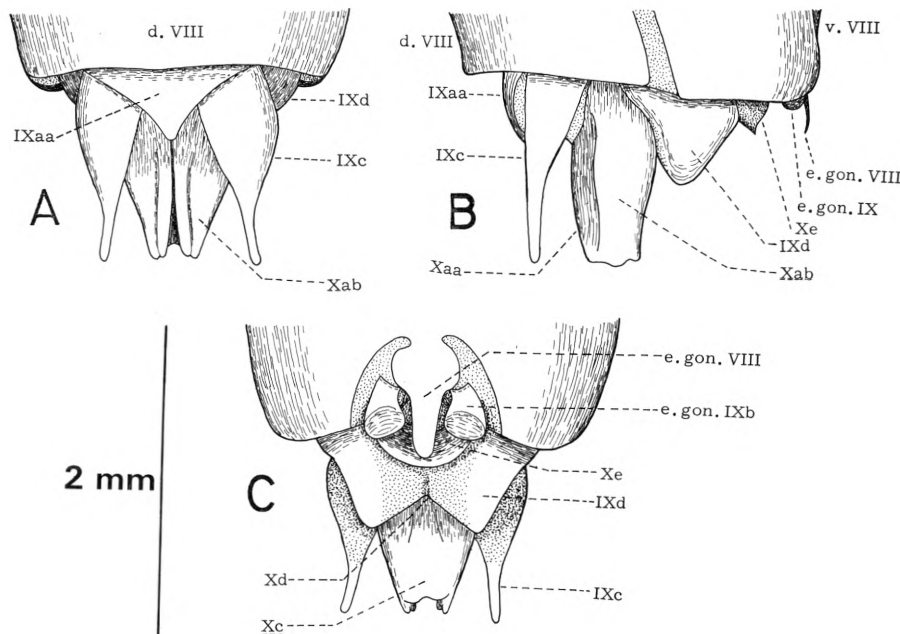 d. VIII
IXaa
IXd
IXc
A
Xab
d. VIII
v. VIII
IXaa
IXc
B
e. gon. VIII
e. gon. IX
Xe
IXd
Xaa
Xab
e. gon. VIII
e. gon. IXb
Xe
2 mm
C
IXd
Xd
IXc
Xc